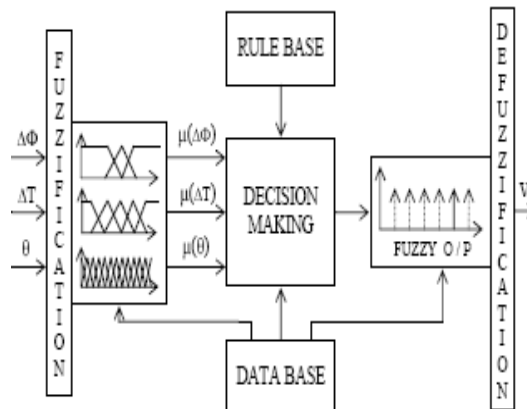 FUZZIFICATION
ΔΦ
ΔT
θ
μ(ΔΦ)
μ(ΔT)
μ(θ)
RULE BASE
DECISION
MAKING
DATA BASE
FUZZY O / P
DEFUZZIFICATION
V